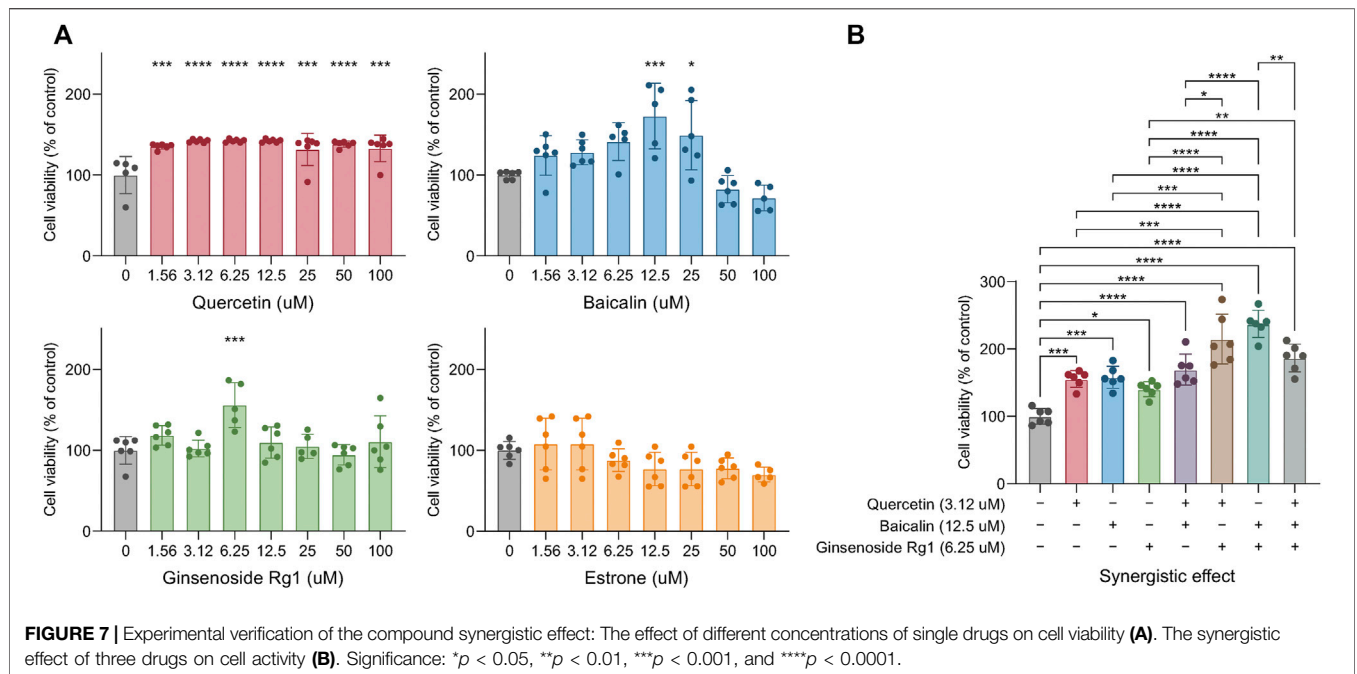 A
Cell viability (% of control)
200
100
0
*** **** **** **** *** **** ***
0 1.56 3.12 6.25 12.5 25 50 100
Quercetin (uM)
Cell viability (% of control)
200
100
0
*** *
0 1.56 3.12 6.25 12.5 25 50 100
Baicalin (uM)
Cell viability (% of control)
200
100
0
***
0 1.56 3.12 6.25 12.5 25 50 100
Ginsenoside Rg1 (uM)
Cell viability (% of control)
200
100
0
0 1.56 3.12 6.25 12.5 25 50 100
Estrone (uM)
B
**
****
*
**
****
****
****
***
****
***
****
****
****
****
*
***
***
Cell viability (% of control)
300
200
100
0
Quercetin (3.12 uM) − + − − + + − +
Baicalin (12.5 uM) − − + − + − + +
Ginsenoside Rg1 (6.25 uM) − − − + − + + +
Synergistic effect
FIGURE 7 | Experimental verification of the compound synergistic effect: The effect of different concentrations of single drugs on cell viability (A). The synergistic
effect of three drugs on cell activity (B). Significance: *p < 0.05, **p < 0.01, ***p < 0.001, and ****p < 0.0001.